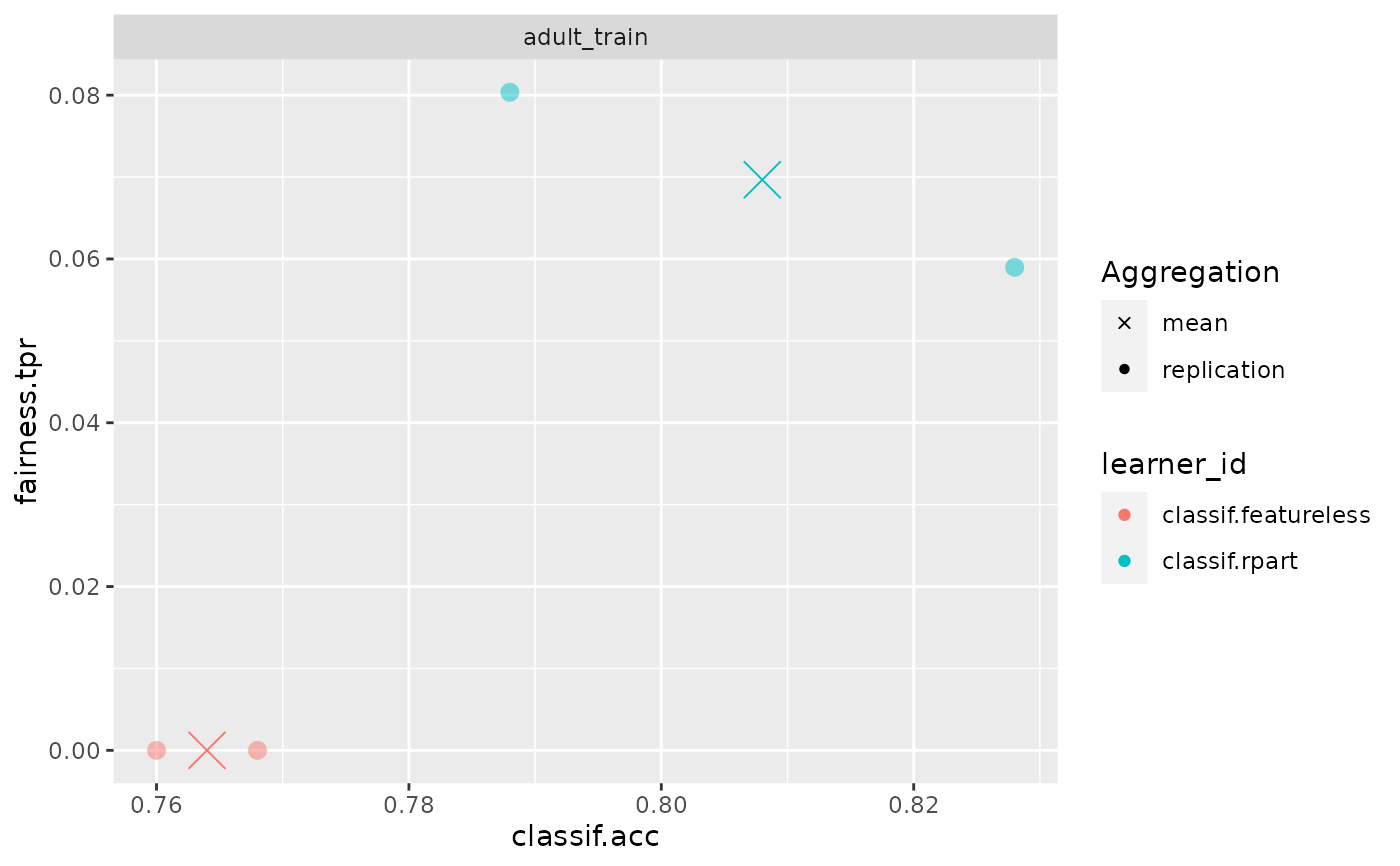 adult_train
0.08
0.06
0.04
0.02
0.00
fairness.tpr
0.76
0.78
0.80
0.82
classif.acc
Aggregation
mean
replication
learner_id
classif.featureless
classif.rpart